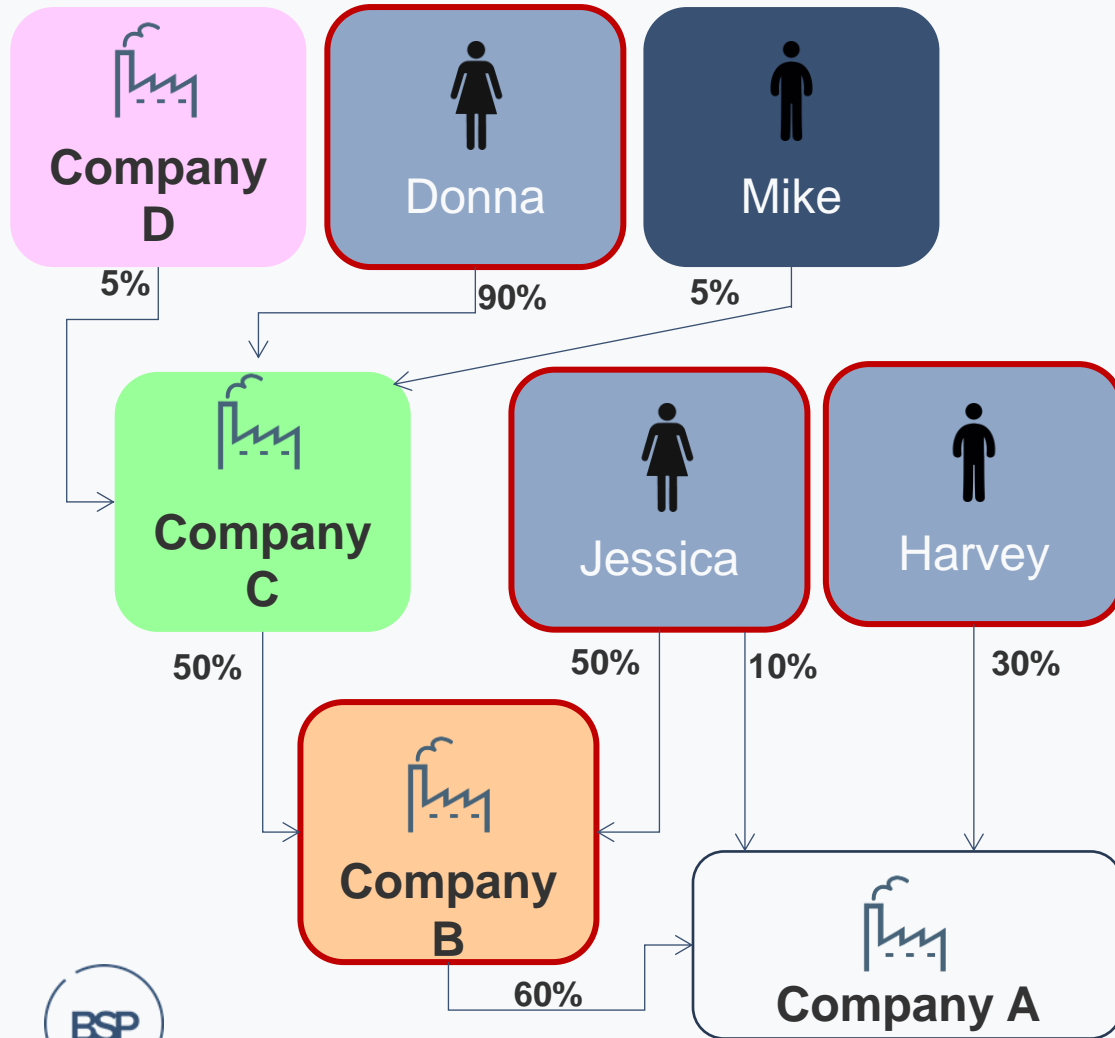 Company
D
Donna
Mike
5%
90%
5%
Company
C
Jessica
Harvey
50%
50%
10%
30%
Company
B
60%
Company A
BSP